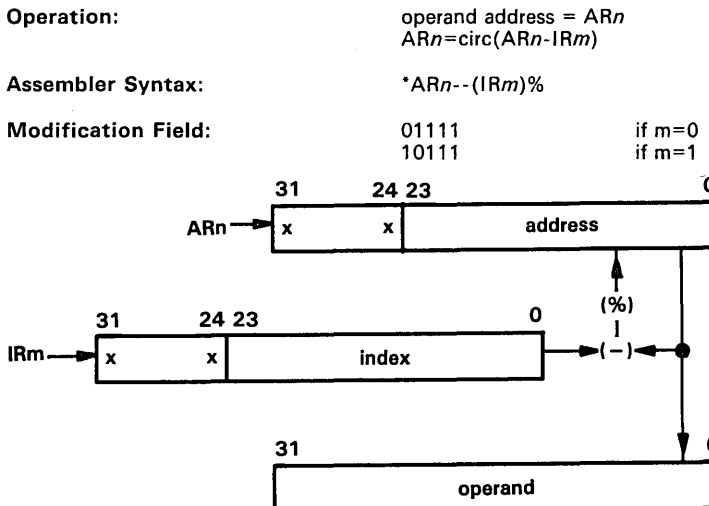 Operation: operand address = ARn
ARn=circ(ARn-IRm)
Assembler Syntax: *ARn--(IRm)%
Modification Field: 01111 if m=0
10111 if m=1
31 24 23 0
ARn x x address
(%)
31 24 23 0
IRm x x index (-)
31
operand